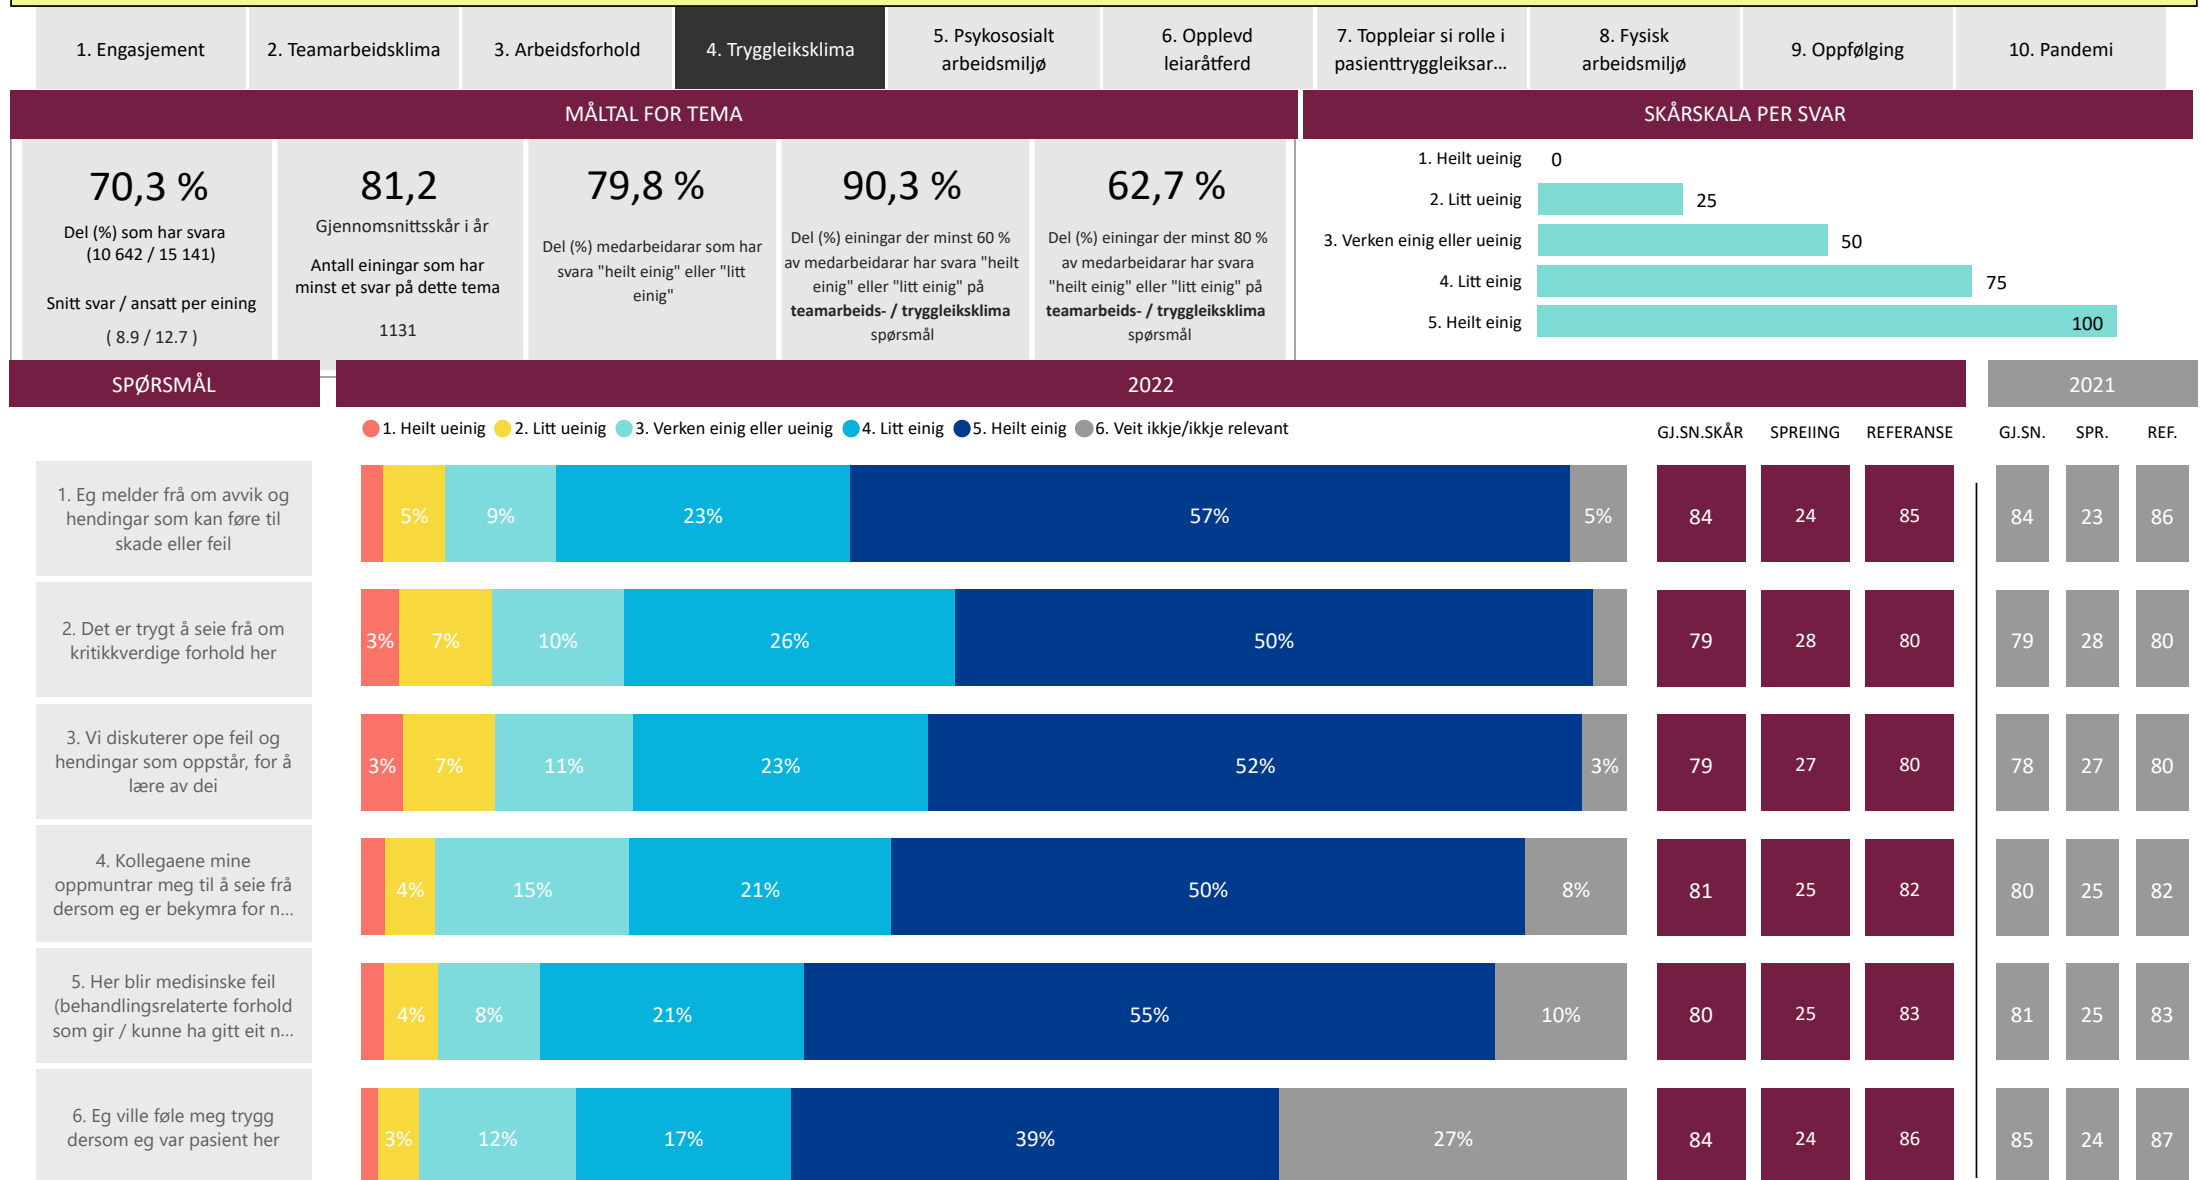 1. Engasjement
2. Teamarbeidsklima
3. Arbeidsforhold
4. Tryggleiksklima
5. Psykososialt
arbeidsmiljø
6. Opplevd
leiaråtferd
7. Toppleiar si rolle i
pasienttryggleiksar...
8. Fysisk
arbeidsmiljø
9. Oppfølging
10. Pandemi
MÅLTAL FOR TEMA
70,3 %
Del (%) som har svara
(10 642 / 15 141)
Snitt svar / ansatt per eining
( 8.9 / 12.7 )
81,2
Gjennomsnittsskår i år
Antall einingar som har
minst et svar på dette tema
1131
79,8 %
Del (%) medarbeidarar som har
svara "heilt einig" eller "litt
einig"
90,3 %
Del (%) einingar der minst 60 %
av medarbeidarar har svara "heilt
einig" eller "litt einig" på
teamarbeids- / tryggleiksklima
spørsmål
62,7 %
Del (%) einingar der minst 80 %
av medarbeidarar har svara
"heilt einig" eller "litt einig" på
teamarbeids- / tryggleiksklima
spørsmål
SKÅRSKALA PER SVAR
1. Heilt ueinig 0
2. Litt ueinig 25
3. Verken einig eller ueinig 50
4. Litt einig 75
5. Heilt einig 100
SPØRSMÅL
2022
2021
1. Heilt ueinig 2. Litt ueinig 3. Verken einig eller ueinig 4. Litt einig 5. Heilt einig 6. Veit ikkje/ikkje relevant
GJ.SN.SKÅR SPREIING REFERANSE GJ.SN. SPR. REF.
1. Eg melder frå om avvik og
hendingar som kan føre til
skade eller feil
5% 9% 23% 57% 5% 84 24 85 84 23 86
2. Det er trygt å seie frå om
kritikkverdige forhold her
3% 7% 10% 26% 50% 79 28 80 79 28 80
3. Vi diskuterer ope feil og
hendingar som oppstår, for å
lære av dei
3% 7% 11% 23% 52% 3% 79 27 80 78 27 80
4. Kollegaene mine
oppmuntrar meg til å seie frå
dersom eg er bekymra for n...
4% 15% 21% 50% 8% 81 25 82 80 25 82
5. Her blir medisinske feil
(behandlingsrelaterte forhold
som gir / kunne ha gitt eit n...
4% 8% 21% 55% 10% 80 25 83 81 25 83
6. Eg ville føle meg trygg
dersom eg var pasient her
3% 12% 17% 39% 27% 84 24 86 85 24 87